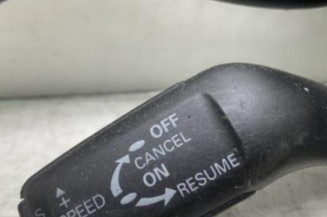 OFF
CANCEL
ON
RESUME
+
SPEED